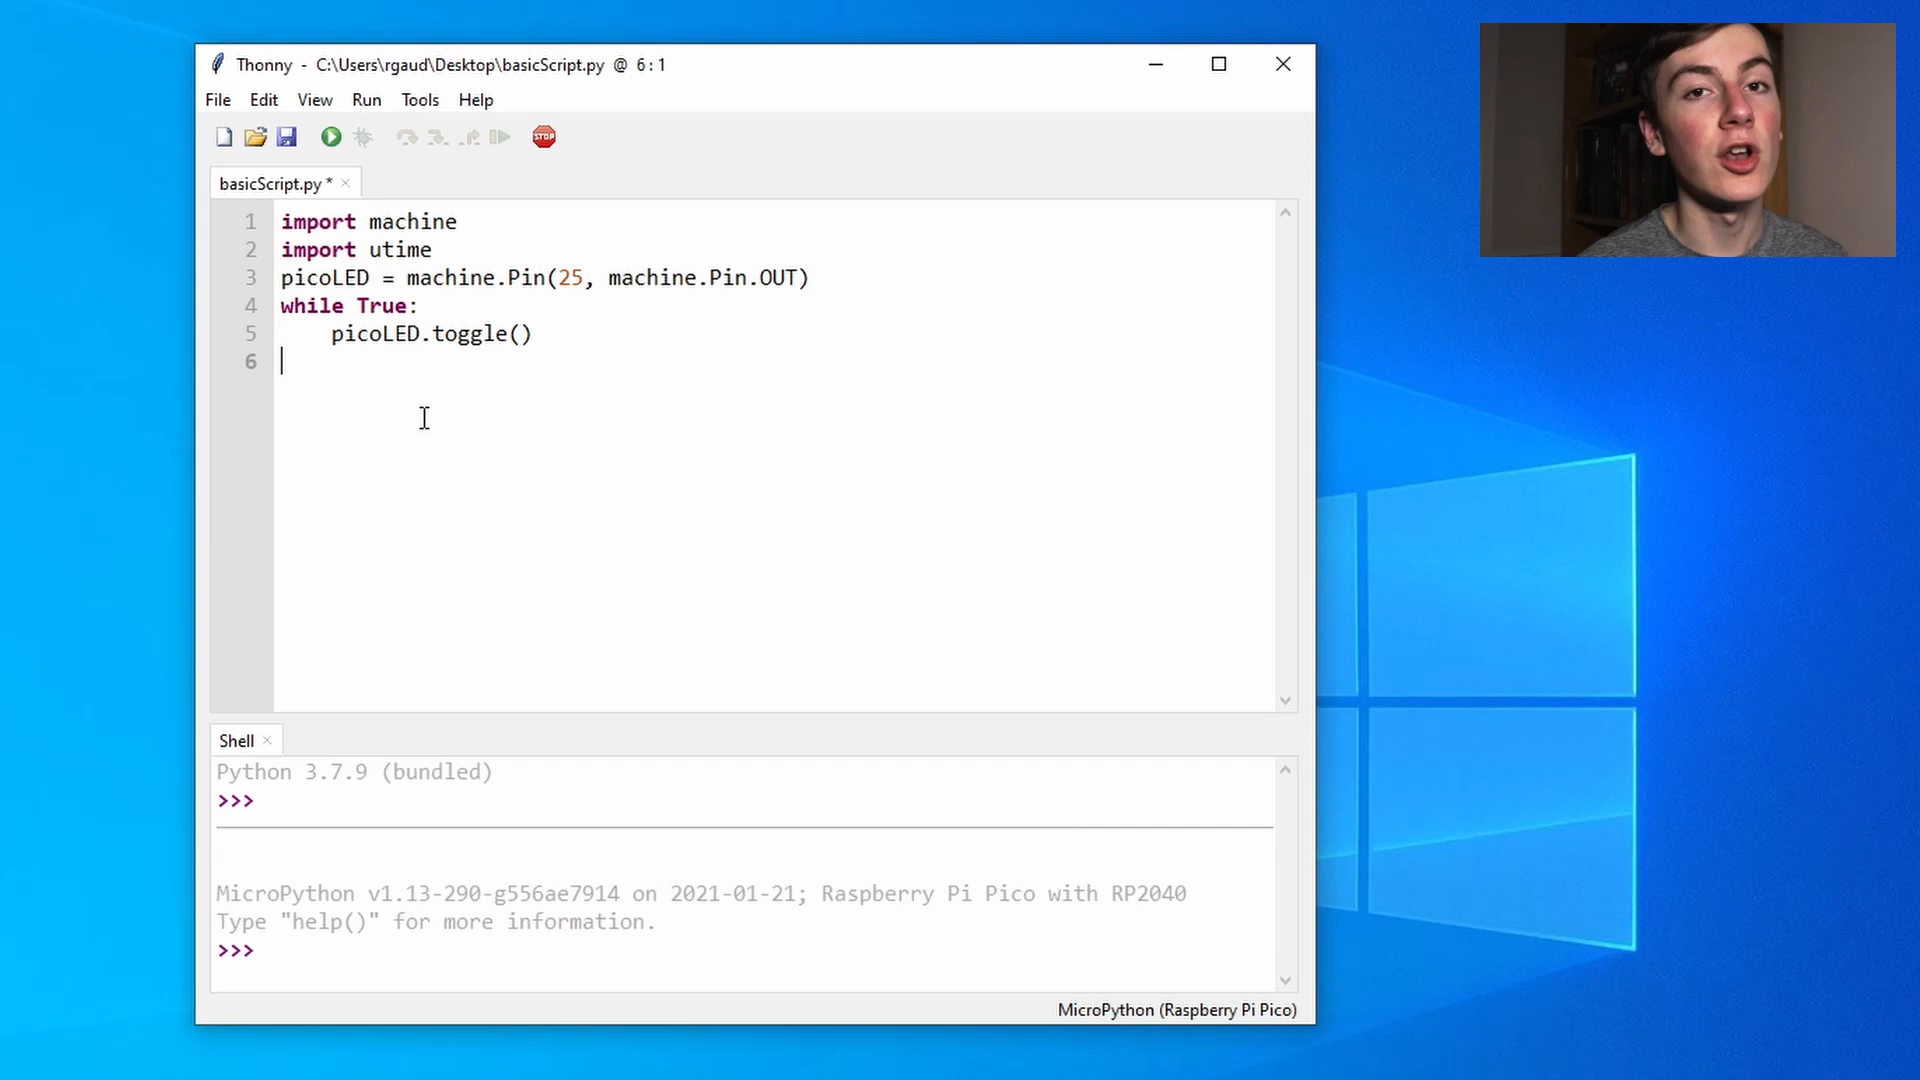 Thonny - C:\Users\rgaud\Desktop\basicScript.py @ 6:1
File Edit View Run Tools Help
STOP
basicScript.py *
1 import machine
2 import utime
3 picoLED = machine.Pin(25, machine.Pin.OUT)
4 while True:
5     picoLED.toggle()
6
Shell
Python 3.7.9 (bundled)
>>>
MicroPython v1.13-290-g556ae7914 on 2021-01-21; Raspberry Pi Pico with RP2040
Type "help()" for more information.
>>>
MicroPython (Raspberry Pi Pico)